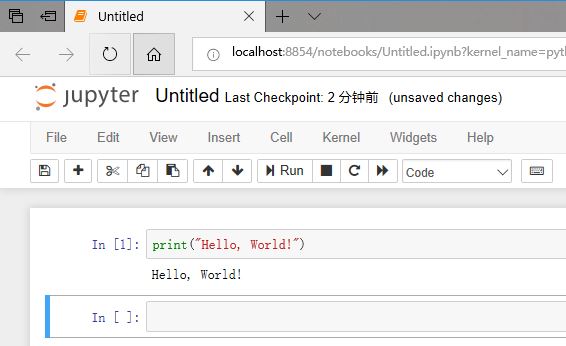 Untitled
localhost:8854/notebooks/Untitled.ipynb?kernel_name=pyt
jupyter Untitled Last Checkpoint: 2 分钟前 (unsaved changes)
File Edit View Insert Cell Kernel Widgets Help
Run Code
In [1]: print("Hello, World!")
Hello, World!
In [ ]: